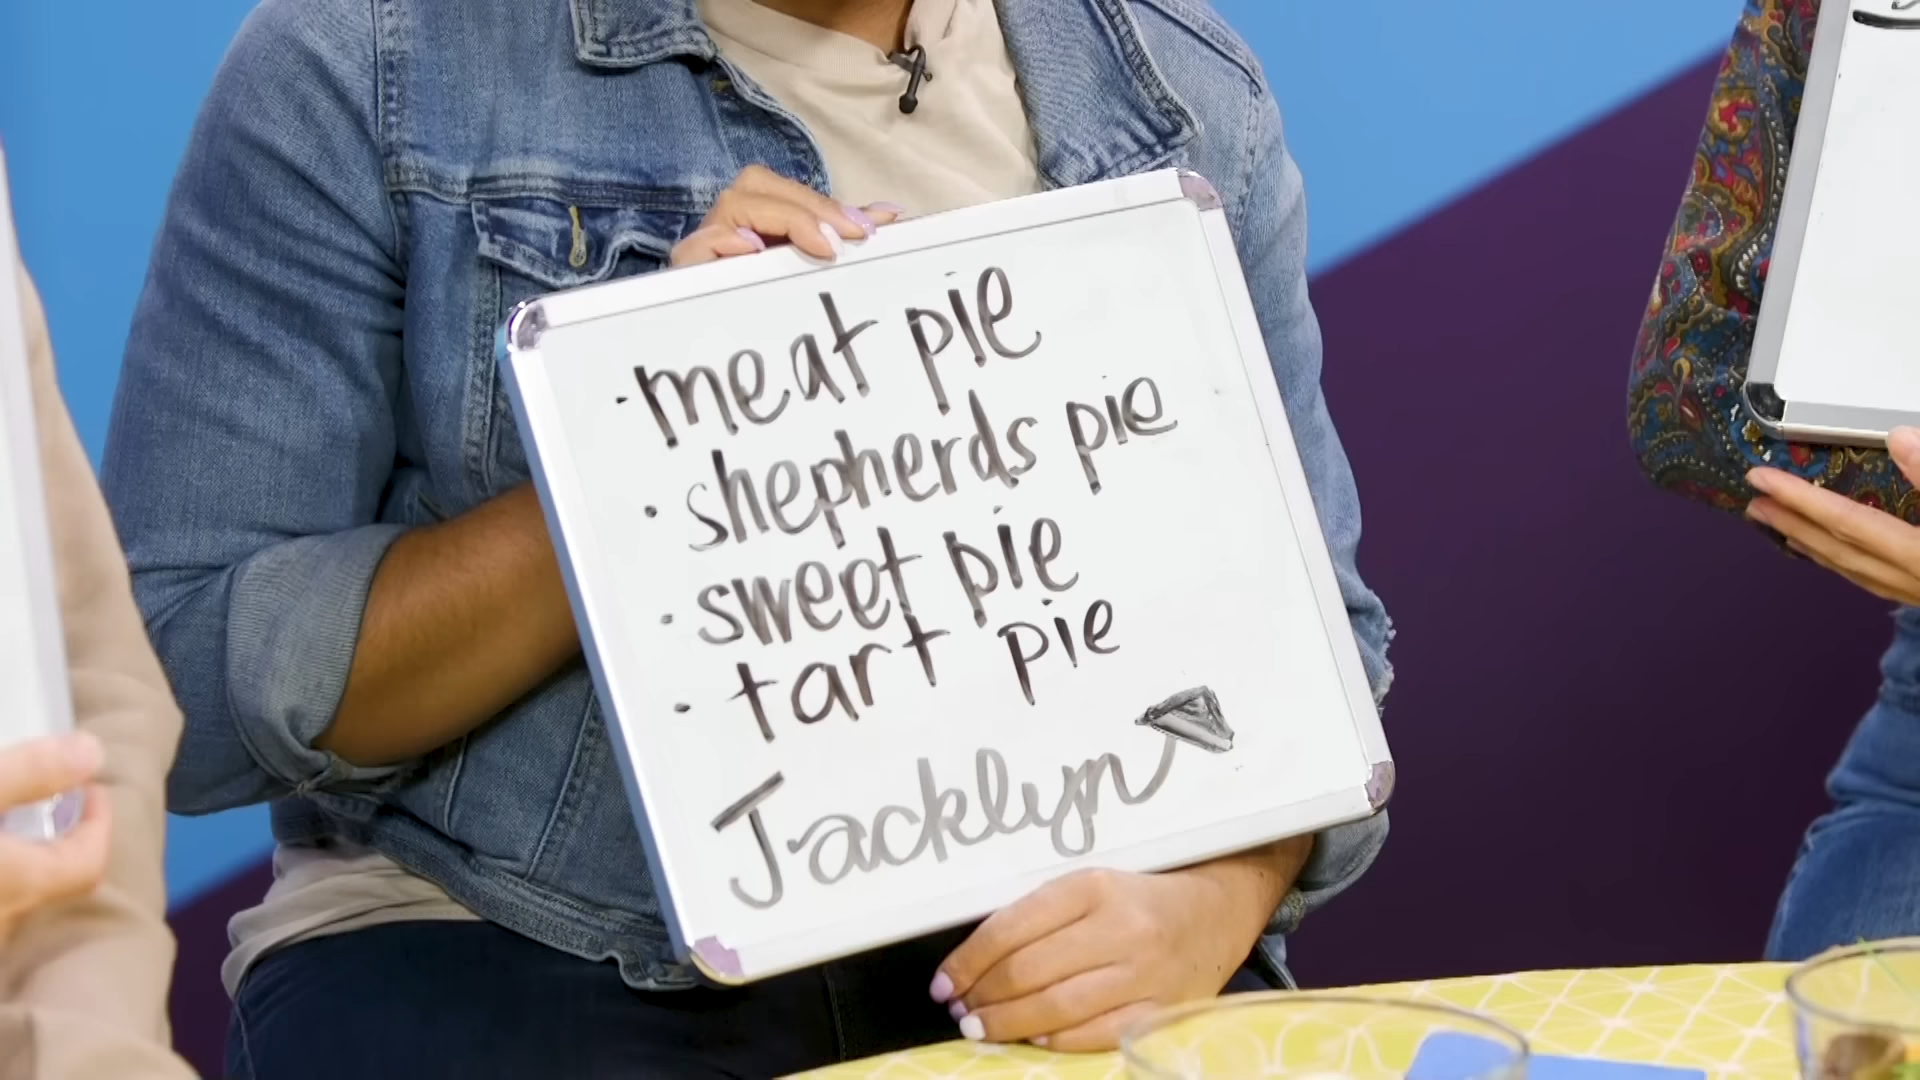 · meat pie
· shepherds pie
· sweet pie
· tart pie
Jacklyn